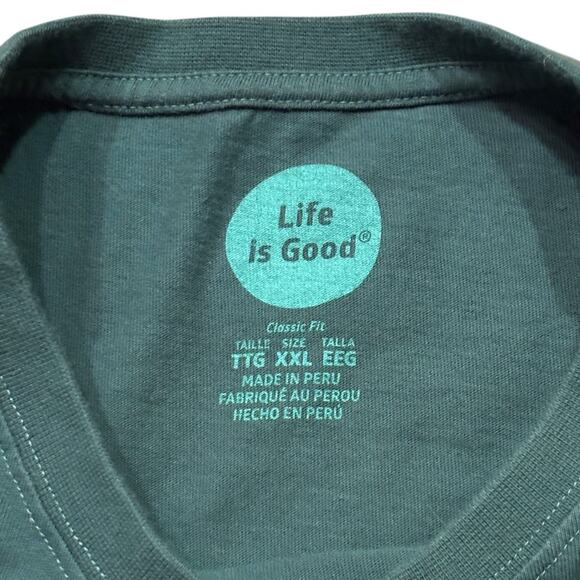 Life
is Good®
Classic Fit
TAILLE SIZE TALLA
TTG XXL EEG
MADE IN PERU
FABRIQUÉ AU PEROU
HECHO EN PERÚ